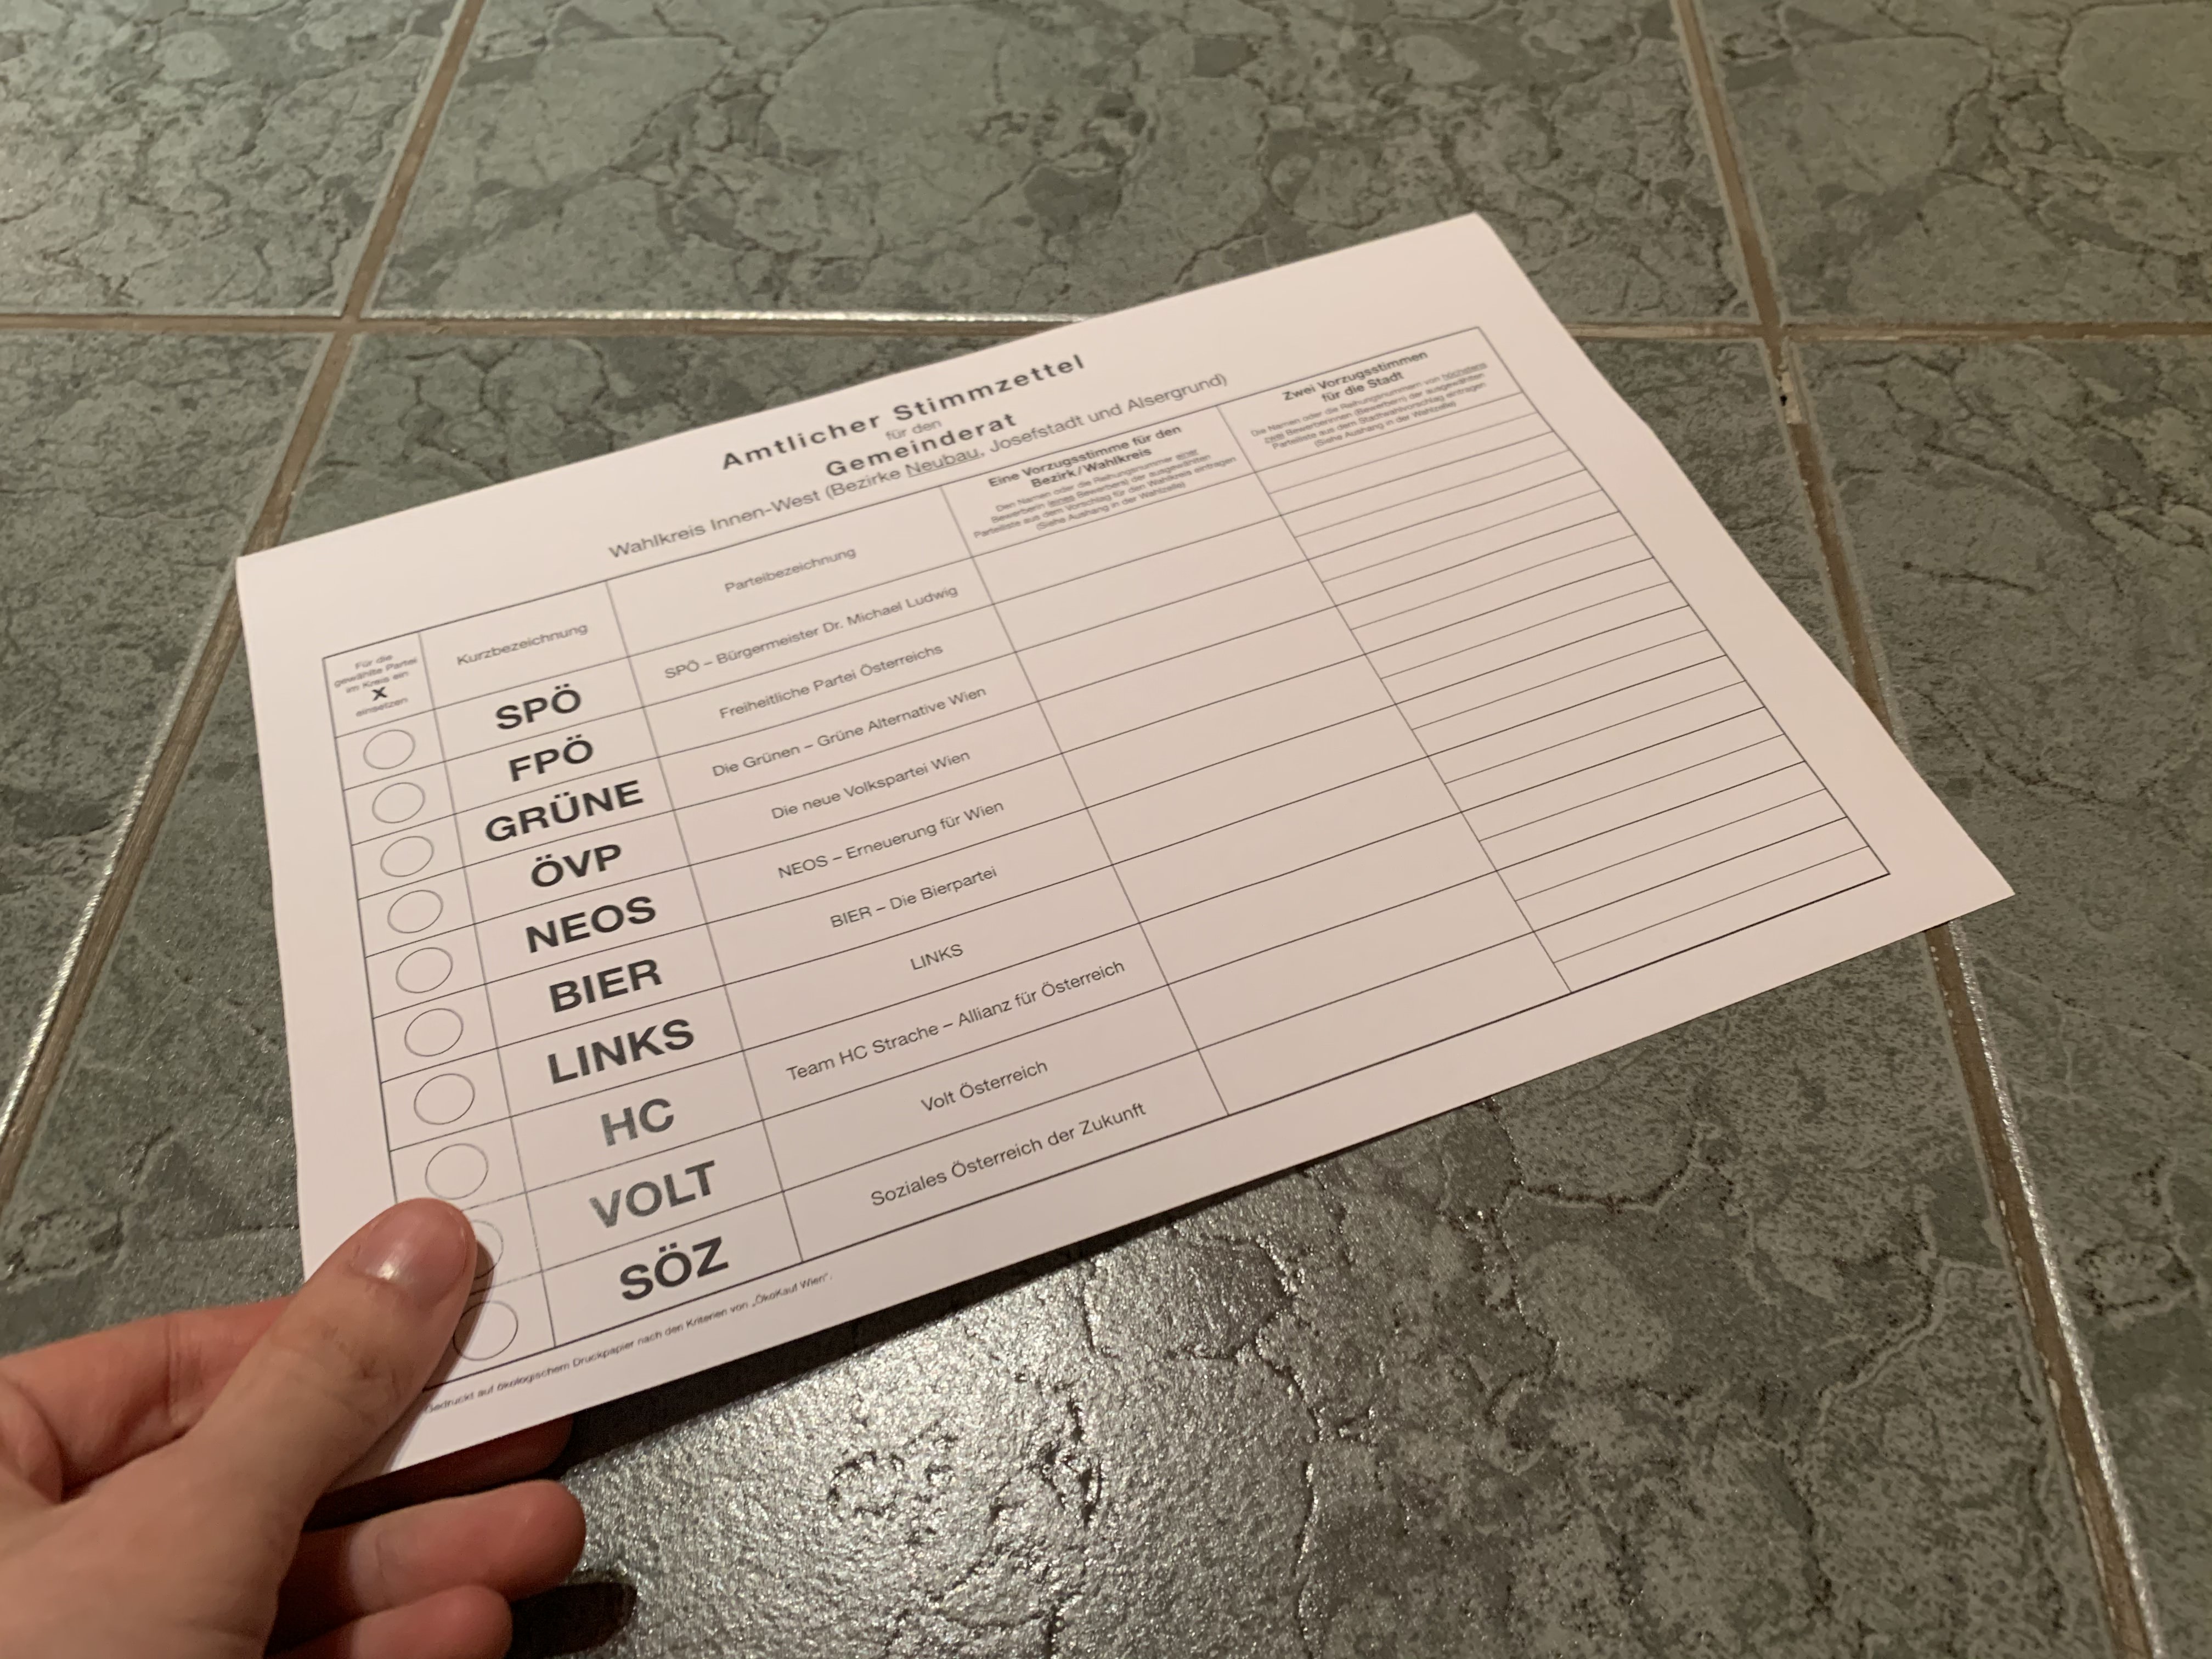 Amtlicher Stimmzettel
für den
Gemeinderat
Wahlkreis Innen-West (Bezirke Neubau, Josefstadt und Alsergrund)
Für die
gewählte Partei
im Kreis ein
X
einsetzen
Kurzbezeichnung
Parteibezeichnung
Eine Vorzugsstimme für den
Bezirk/Wahlkreis
Zwei Vorzugsstimmen
für die Stadt
SPÖ
SPÖ – Bürgermeister Dr. Michael Ludwig
FPÖ
Freiheitliche Partei Österreichs
GRÜNE
Die Grünen – Grüne Alternative Wien
ÖVP
Die neue Volkspartei Wien
NEOS
NEOS – Erneuerung für Wien
BIER
BIER – Die Bierpartei
LINKS
LINKS
HC
Team HC Strache – Allianz für Österreich
VOLT
Volt Österreich
SÖZ
Soziales Österreich der Zukunft
Gedruckt auf ökologischem Druckpapier nach den Kriterien von „ÖkoKauf Wien“.